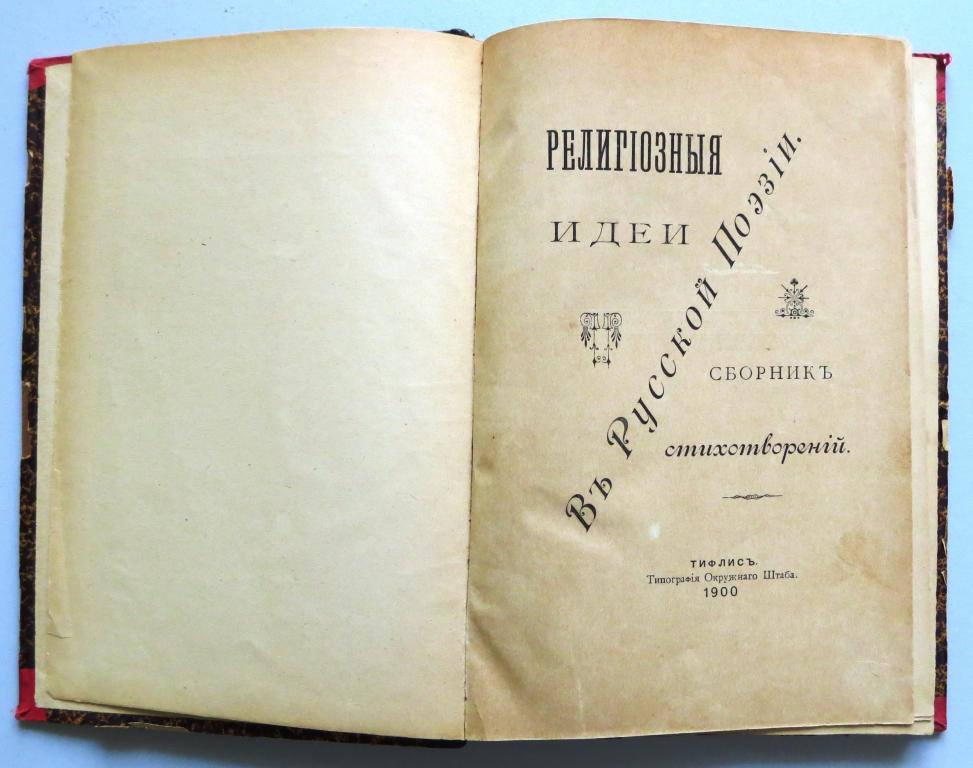 РЕЛИГІОЗНЫЯ
ИДЕИ
Въ Русской Поэзіи.
СБОРНИКЪ
стихотвореній.
ТИФЛИСЪ.
Типографія Окружнаго Штаба.
1900